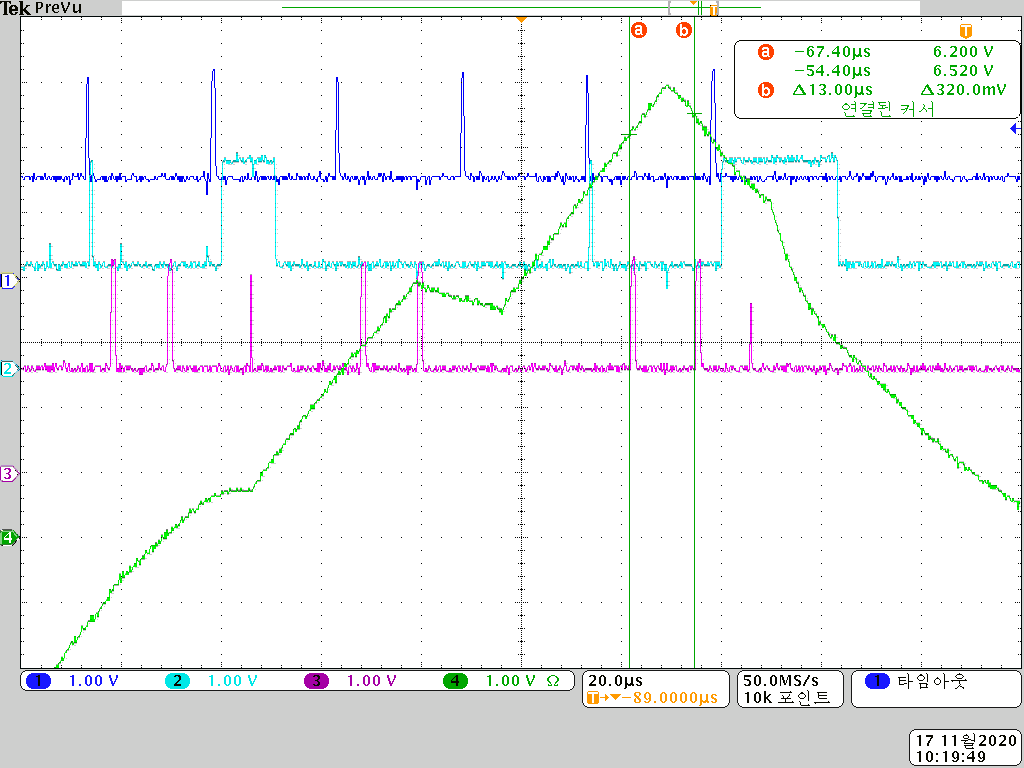 Tek PreVu
T
a b
T
a −67.40µs 6.200 V
−54.40µs 6.520 V
b Δ13.00µs Δ320.0mV
연결된 커서
1
2
3
4
1 1.00 V 2 1.00 V 3 1.00 V 4 1.00 V Ω
20.0µs
T→▼−89.0000µs
50.0MS/s
10k 포인트
1 타임아웃
17 11월2020
10:19:49